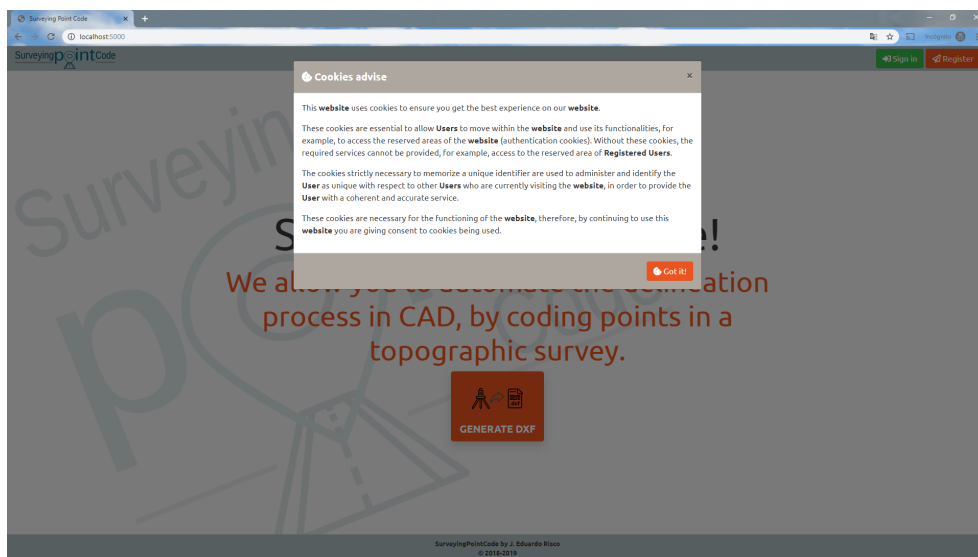 Surveying Point Code
localhost:5000
Incógnito
SurveyingpointCode
Sign in
Register
Cookies advise
This website uses cookies to ensure you get the best experience on our website.
These cookies are essential to allow Users to move within the website and use its functionalities, for
example, to access the reserved areas of the website (authentication cookies). Without these cookies, the
required services cannot be provided, for example, access to the reserved area of Registered Users.
The cookies strictly necessary to memorize a unique identifier are used to administer and identify the
User as unique with respect to other Users who are currently visiting the website, in order to provide the
User with a coherent and accurate service.
These cookies are necessary for the functioning of the website, therefore, by continuing to use this
website you are giving consent to cookies being used.
Got it!
We allow you to automate the delineation
process in CAD, by coding points in a
topographic survey.
GENERATE DXF
SurveyingPointCode by J. Eduardo Risco
© 2018-2019